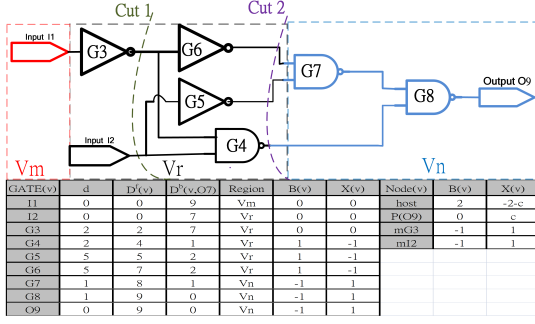 Cut 1
Cut 2
Input I1
G3
G6
G5
G7
G8
Output O9
Input I2
G4
Vm
Vr
Vn
GATE(v) d Df(v) Db(v,O7) Region B(v) X(v) Node(v) B(v) X(v)
I1 0 0 9 Vm 0 0 host 2 -2-c
I2 0 0 7 Vr 0 0 P(O9) 0 c
G3 2 2 7 Vr 0 0 mG3 -1 1
G4 2 4 1 Vr 1 -1 mI2 -1 1
G5 5 5 2 Vr 1 -1
G6 5 7 2 Vr 1 -1
G7 1 8 1 Vn -1 1
G8 1 9 0 Vn -1 1
O9 0 9 0 Vn -1 1